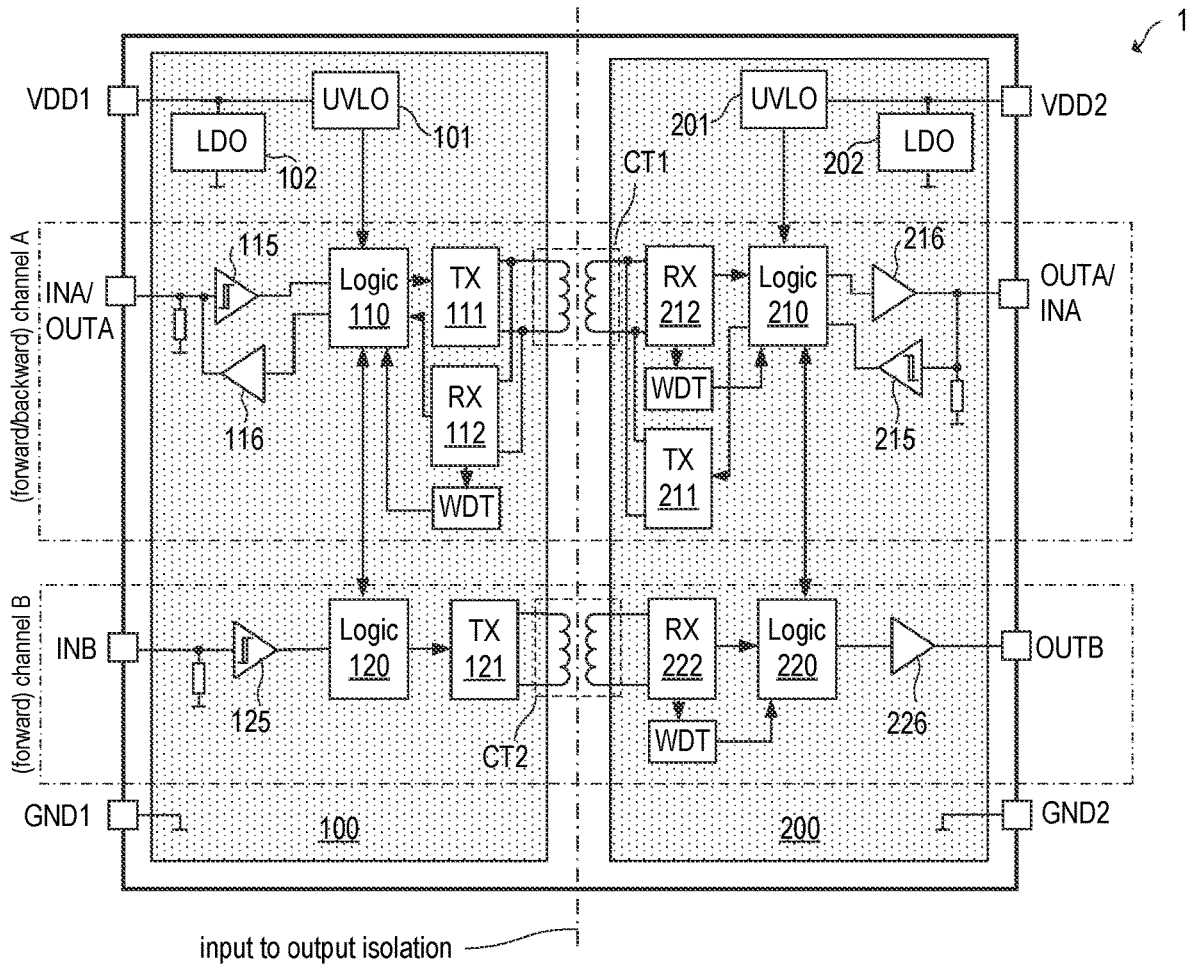 1
VDD1
UVLO
101
LDO
102
201
UVLO
VDD2
202
LDO
CT1
(forward/backward) channel A
INA/
OUTA
115
116
Logic
110
TX
111
RX
112
WDT
RX
212
WDT
TX
211
Logic
210
216
215
OUTA/
INA
(forward) channel B
INB
125
Logic
120
TX
121
CT2
RX
222
WDT
Logic
220
226
OUTB
GND1
100
200
GND2
input to output isolation